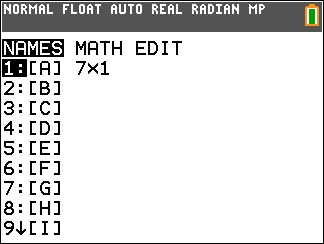 NORMAL FLOAT AUTO REAL RADIAN MP
NAMES MATH EDIT
1:[A] 7×1
2:[B]
3:[C]
4:[D]
5:[E]
6:[F]
7:[G]
8:[H]
9↓[I]